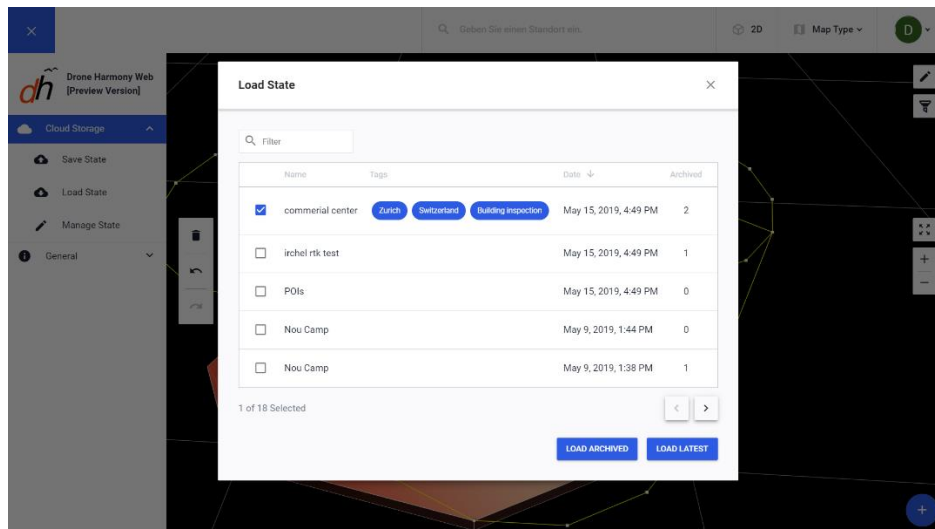 Geben Sie einen Standort ein.
2D
Map Type
D
dh
Drone Harmony Web
[Preview Version]
Cloud Storage
Save State
Load State
Manage State
General
Load State
Filter
Name Tags Date Archived
commerial center Zurich Switzerland Building inspection May 15, 2019, 4:49 PM 2
irchel rtk test May 15, 2019, 4:49 PM 1
POIs May 15, 2019, 4:49 PM 0
Nou Camp May 9, 2019, 1:44 PM 0
Nou Camp May 9, 2019, 1:38 PM 1
1 of 18 Selected
LOAD ARCHIVED LOAD LATEST